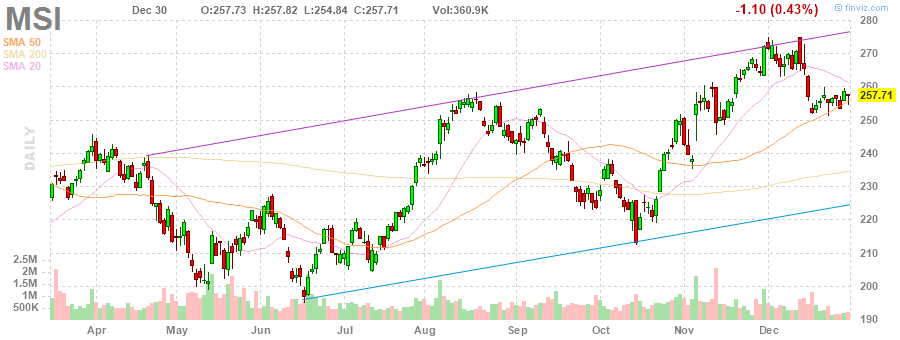 MSI Dec 30 O:257.73 H:257.82 L:254.84 C:257.71 Vol:360.9K -1.10 (0.43%)
© finviz.com
SMA 50
SMA 200
SMA 20
DAILY
280
270
260
257.71
250
240
230
220
210
200
190
2.5M
2M
1.5M
1M
500K
Apr May Jun Jul Aug Sep Oct Nov Dec